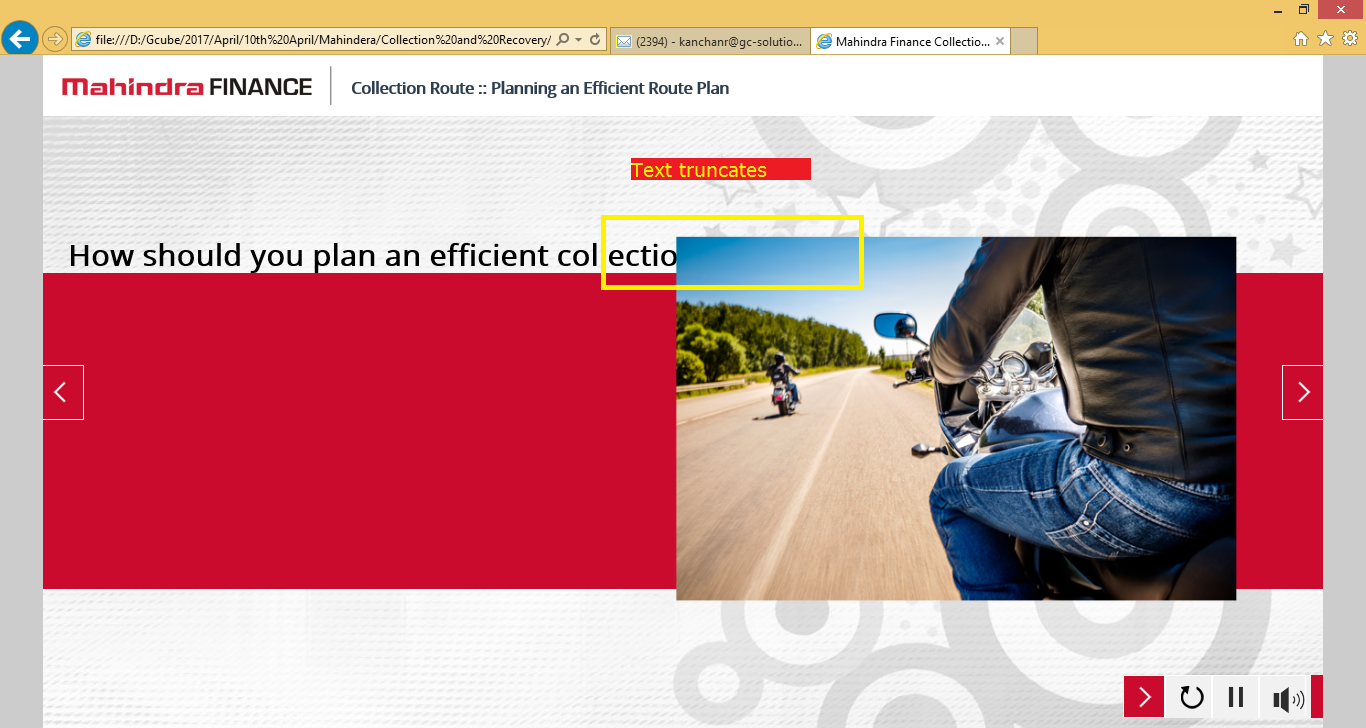 file:///D:/Gcube/2017/April/10th%20April/Mahindera/Collection%20and%20Recovery/
(2394) - kanchanr@gc-solutio...
Mahindra Finance Collectio...
Mahindra FINANCE
Collection Route :: Planning an Efficient Route Plan
Text truncates
How should you plan an efficient collectio